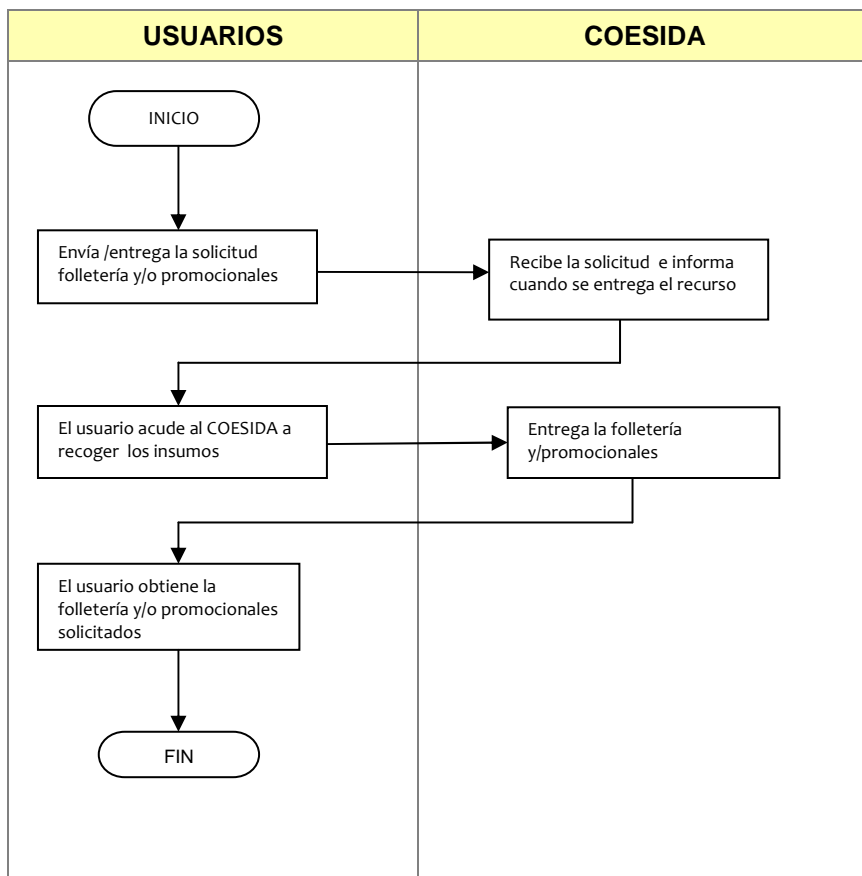 USUARIOS
COESIDA
INICIO
Envía /entrega la solicitud
folletería y/o promocionales
Recibe la solicitud e informa
cuando se entrega el recurso
El usuario acude al COESIDA a
recoger los insumos
Entrega la folletería
y/promocionales
El usuario obtiene la
folletería y/o promocionales
solicitados
FIN